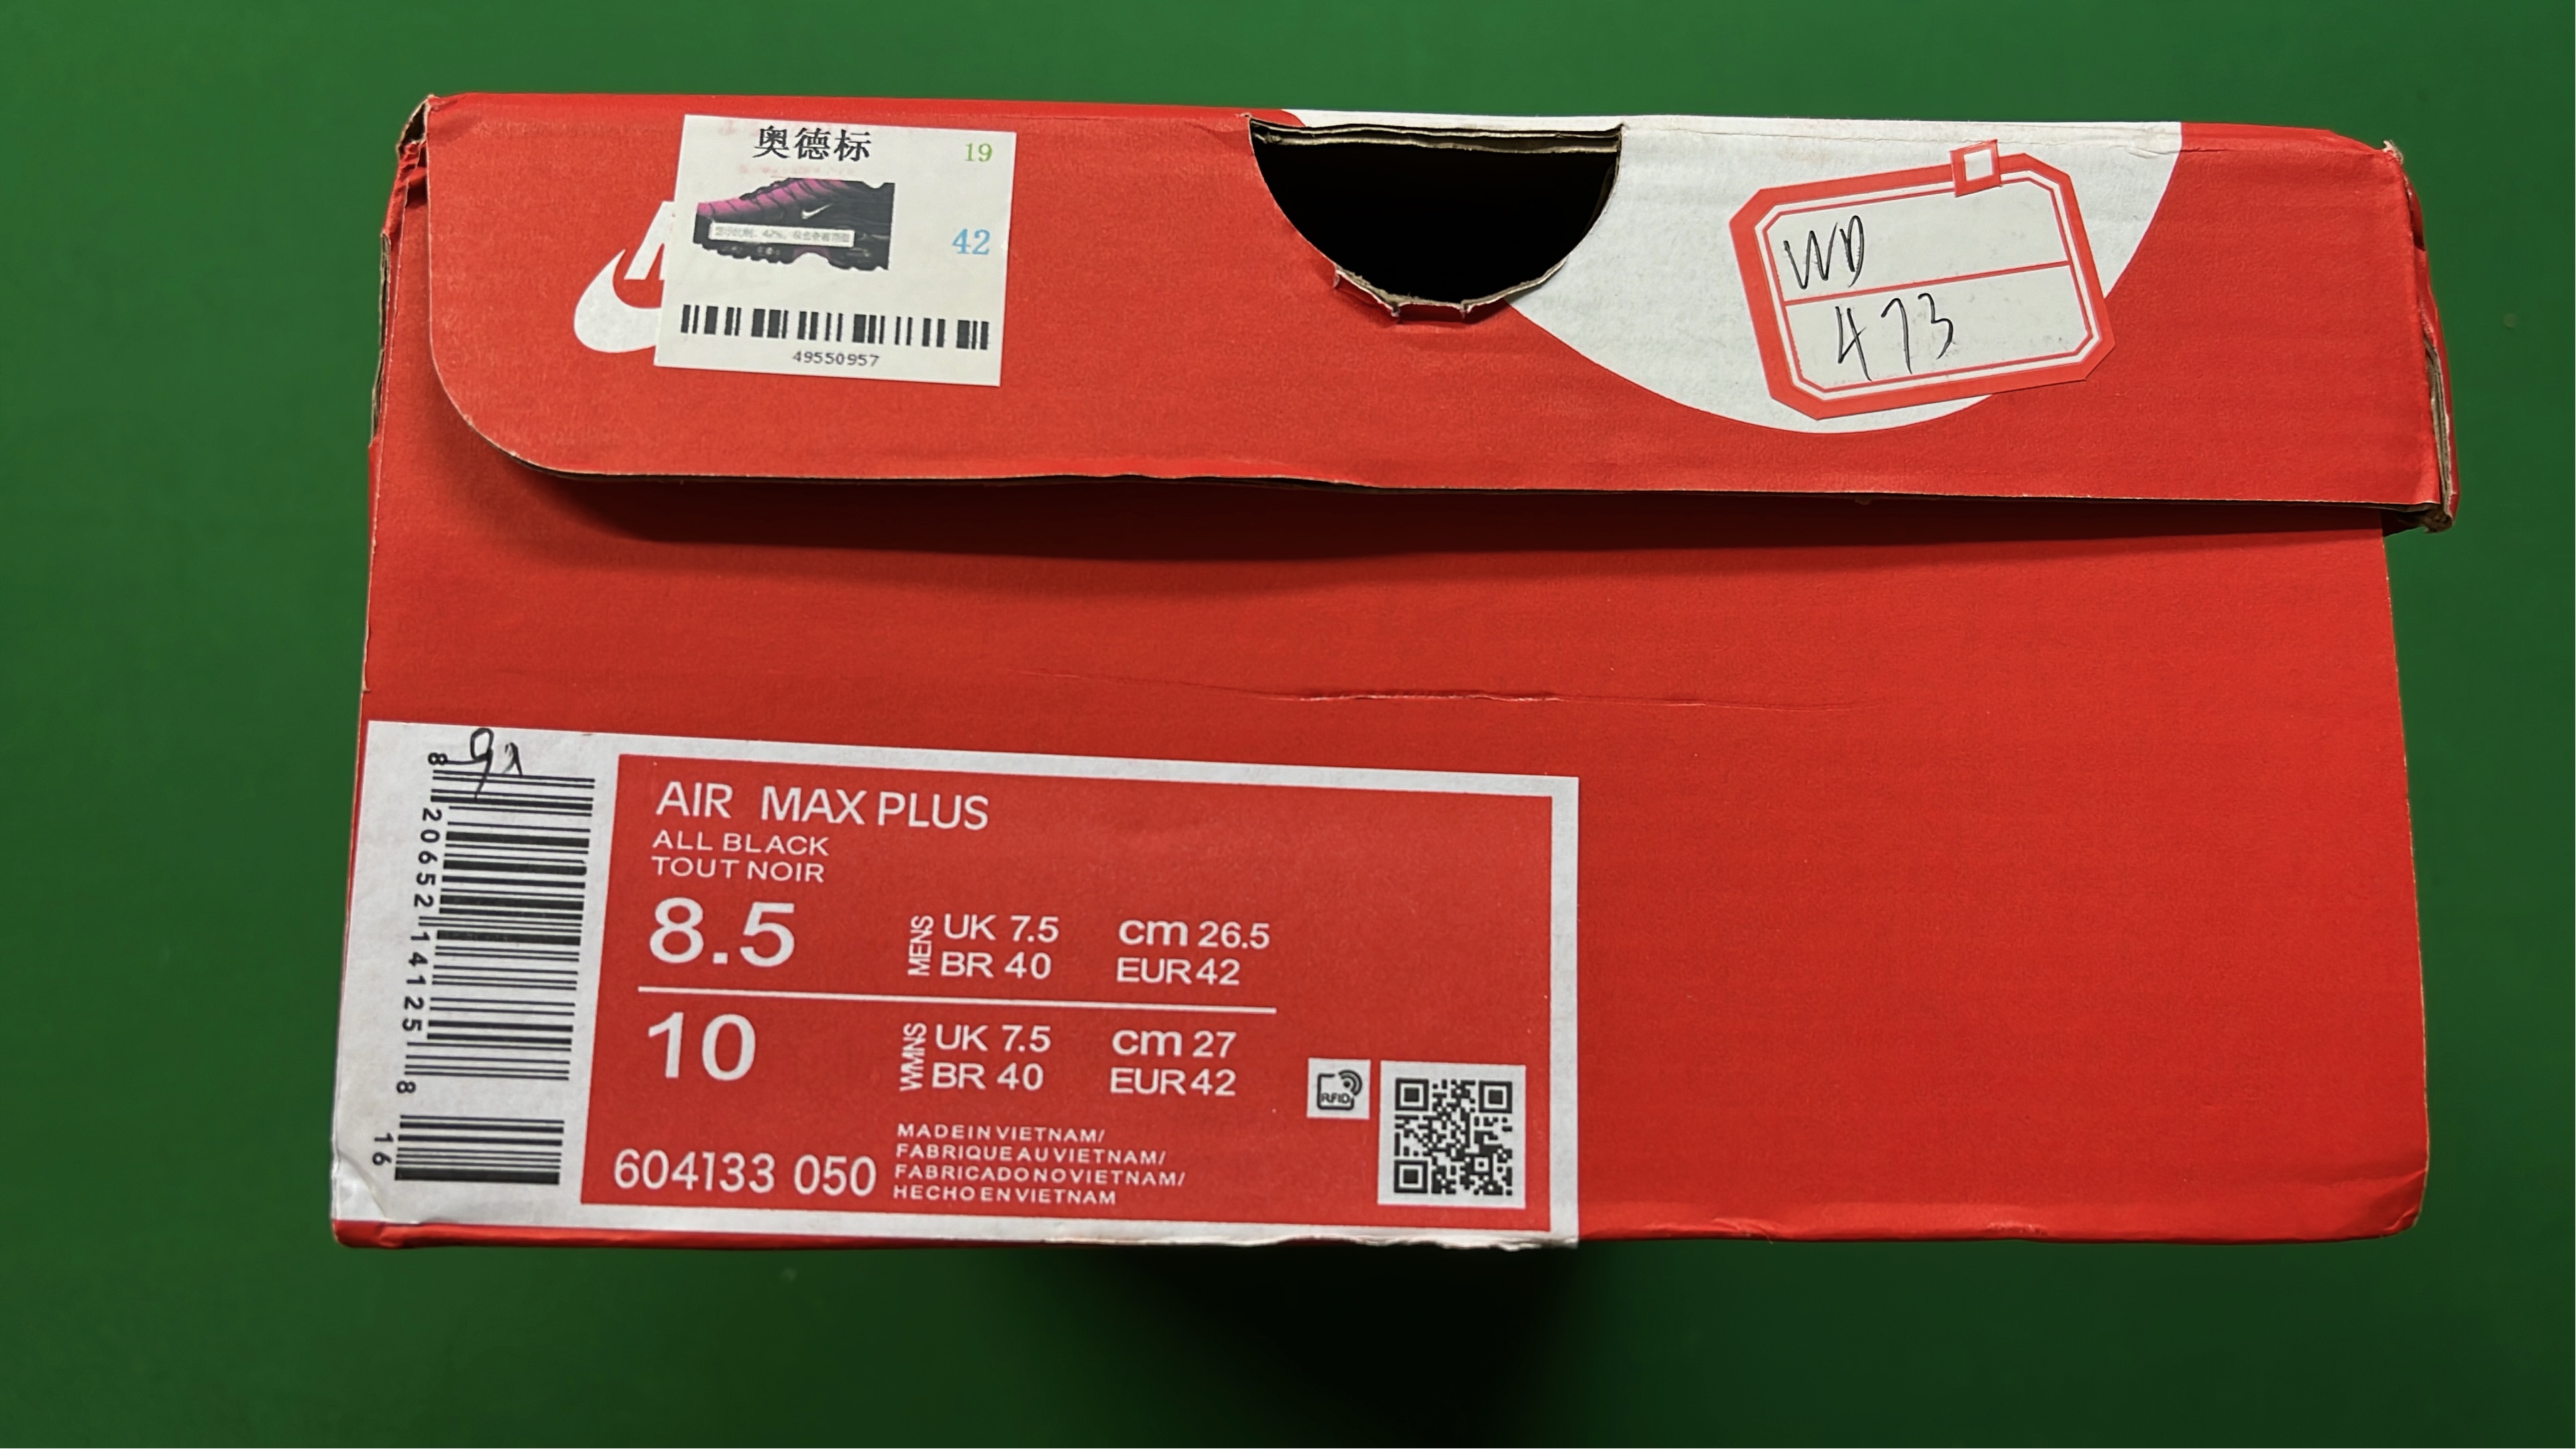 奥德标
19
42
49550957
WD
473
AIR MAX PLUS
ALL BLACK
TOUT NOIR
8.5
MENS
UK 7.5
cm 26.5
BR 40
EUR 42
10
WMNS
UK 7.5
cm 27
BR 40
EUR 42
604133 050
MADE IN VIETNAM/
FABRIQUE AU VIETNAM/
FABRICADO NO VIETNAM/
HECHO EN VIETNAM
RFID
8 20652 14125 8
16